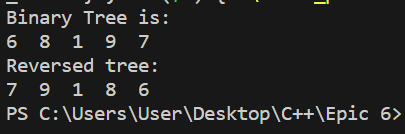 Binary Tree is:
6 8 1 9 7
Reversed tree:
7 9 1 8 6
PS C:\Users\User\Desktop\C++\Epic 6>